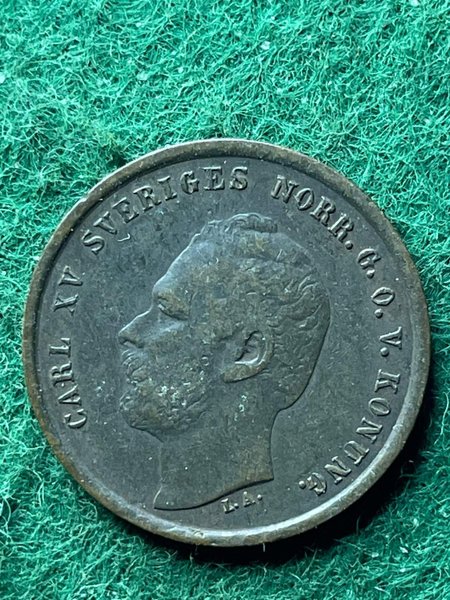 CARL XV SVERIGES NORR. G. O. V. KONUNG.
L.A.